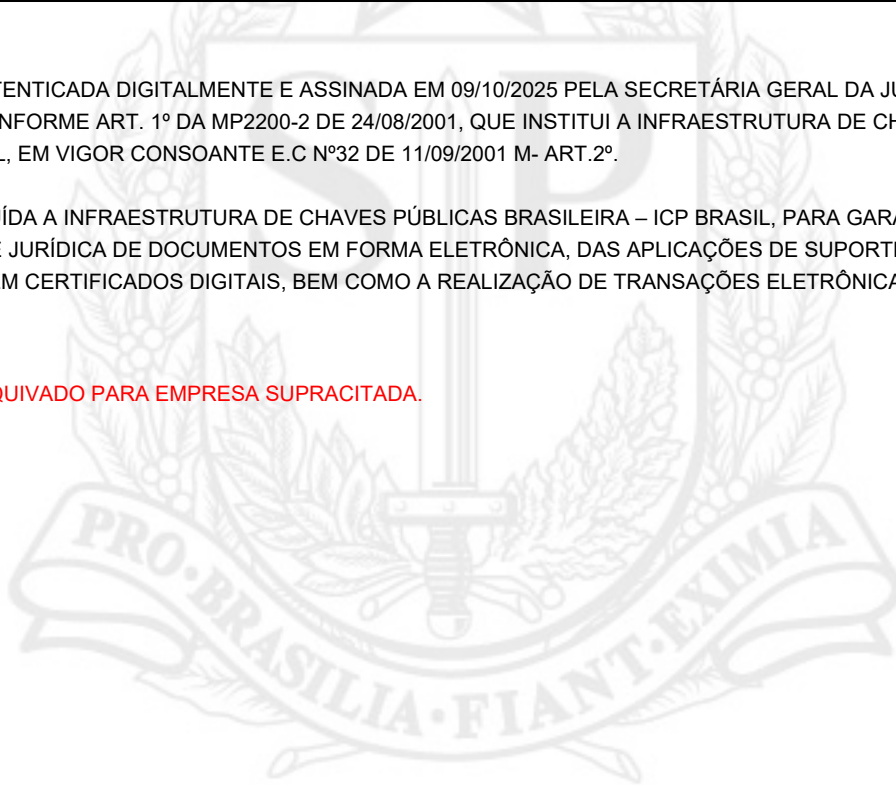 TENTICADA DIGITALMENTE E ASSINADA EM 09/10/2025 PELA SECRETÁRIA GERAL DA JU
NFORME ART. 1º DA MP2200-2 DE 24/08/2001, QUE INSTITUI A INFRAESTRUTURA DE CH
L, EM VIGOR CONSOANTE E.C Nº32 DE 11/09/2001 M- ART.2º.
UÍDA A INFRAESTRUTURA DE CHAVES PÚBLICAS BRASILEIRA – ICP BRASIL, PARA GARA
E JURÍDICA DE DOCUMENTOS EM FORMA ELETRÔNICA, DAS APLICAÇÕES DE SUPORTE
EM CERTIFICADOS DIGITAIS, BEM COMO A REALIZAÇÃO DE TRANSAÇÕES ELETRÔNICA
QUIVADO PARA EMPRESA SUPRACITADA.
S P
PRO·BRASILIA·FIANT·EXIMIA